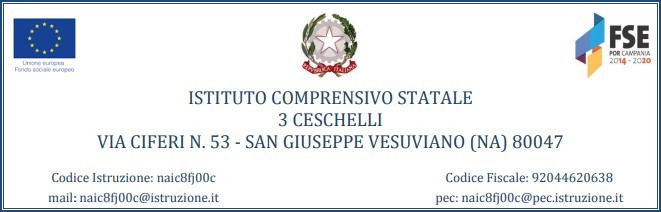 Unione europea
Fondo sociale europeo
REPVBBLICA ITALIANA
FSE
POR CAMPANIA
2014 - 2020
ISTITUTO COMPRENSIVO STATALE
3 CESCHELLI
VIA CIFERI N. 53 - SAN GIUSEPPE VESUVIANO (NA) 80047
Codice Istruzione: naic8fj00c
Codice Fiscale: 92044620638
mail: naic8fj00c@istruzione.it
pec: naic8fj00c@pec.istruzione.it